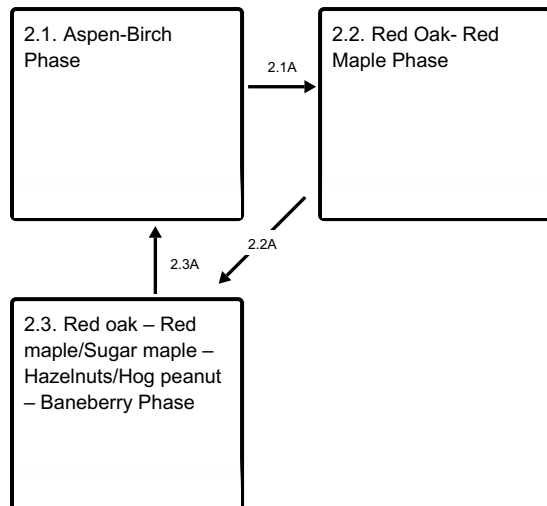 2.1. Aspen-Birch
Phase
2.1A
2.2. Red Oak- Red
Maple Phase
2.2A
2.3A
2.3. Red oak – Red
maple/Sugar maple –
Hazelnuts/Hog peanut
– Baneberry Phase